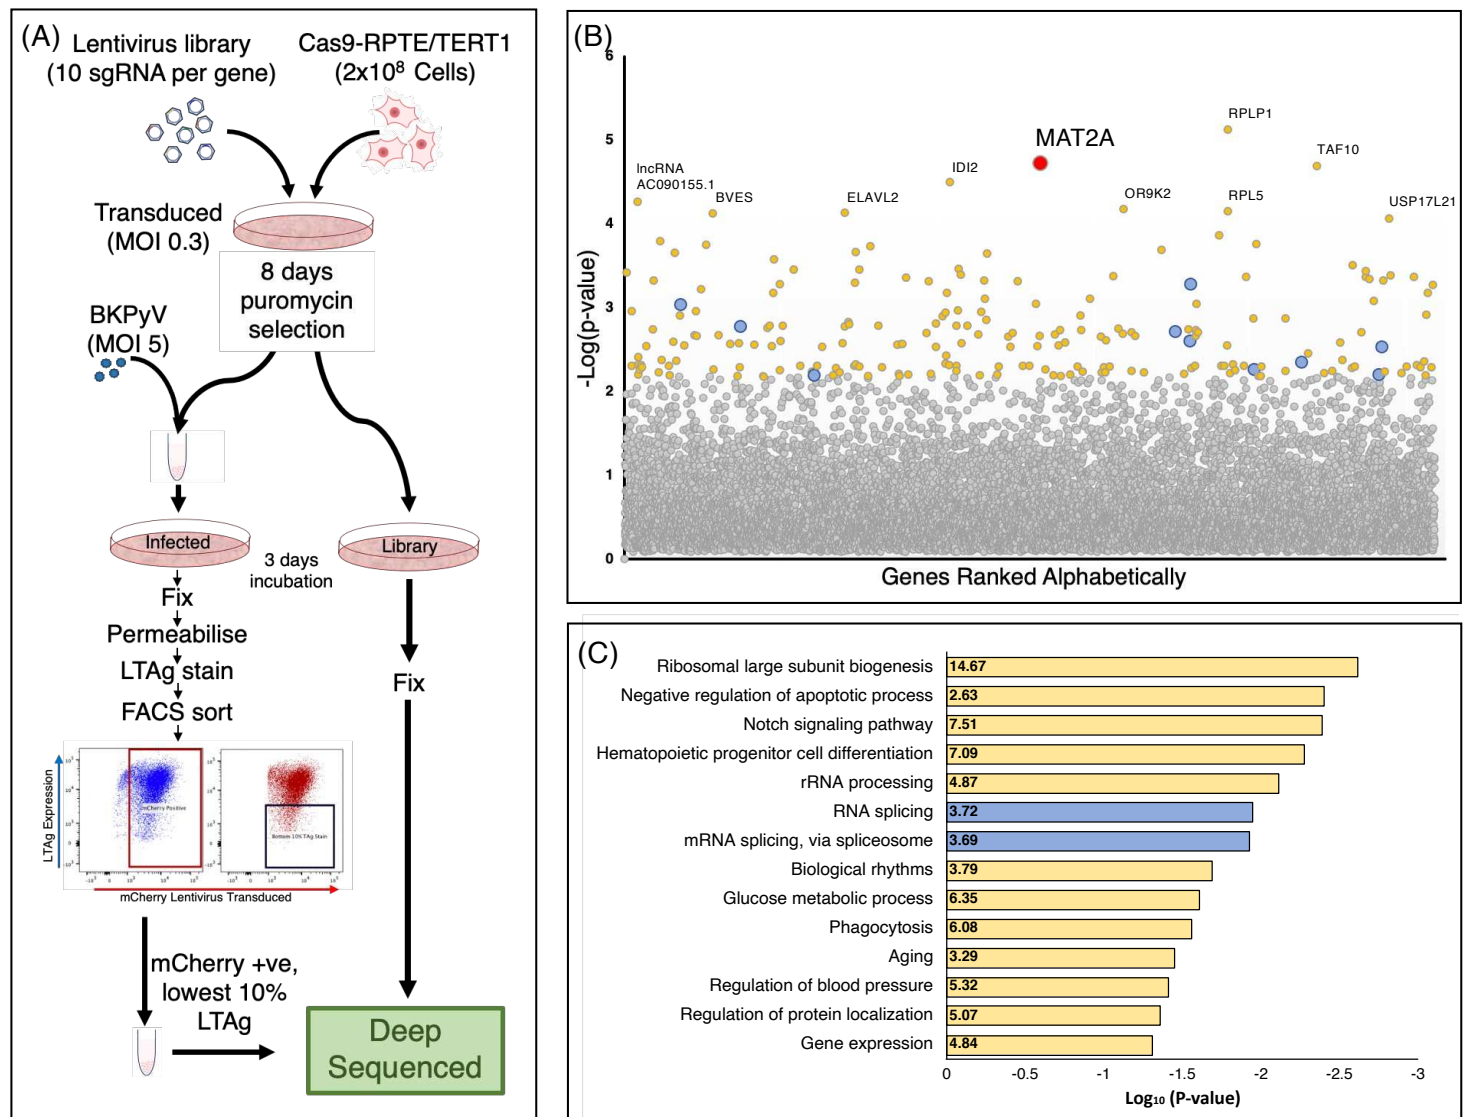 (A)
Lentivirus library
(10 sgRNA per gene)
Cas9-RPTE/TERT1
(2x10⁸ Cells)
Transduced
(MOI 0.3)
8 days
puromycin
selection
BKPyV
(MOI 5)
Infected
3 days
incubation
Library
Fix
Permeabilise
LTAg stain
FACS sort
Fix
LTAg Expression
mCherry Positive
Bottom 10% TAg Stain
mCherry Lentivirus Transduced
mCherry +ve,
lowest 10%
LTAg
Deep
Sequenced
(B)
-Log(p-value)
6
5
4
3
2
1
0
lncRNA
AC090155.1
BVES
ELAVL2
IDI2
MAT2A
OR9K2
RPLP1
RPL5
TAF10
USP17L21
Genes Ranked Alphabetically
(C)
Ribosomal large subunit biogenesis 14.67
Negative regulation of apoptotic process 2.63
Notch signaling pathway 7.51
Hematopoietic progenitor cell differentiation 7.09
rRNA processing 4.87
RNA splicing 3.72
mRNA splicing, via spliceosome 3.69
Biological rhythms 3.79
Glucose metabolic process 6.35
Phagocytosis 6.08
Aging 3.29
Regulation of blood pressure 5.32
Regulation of protein localization 5.07
Gene expression 4.84
0 -0.5 -1 -1.5 -2 -2.5 -3
Log₁₀ (P-value)